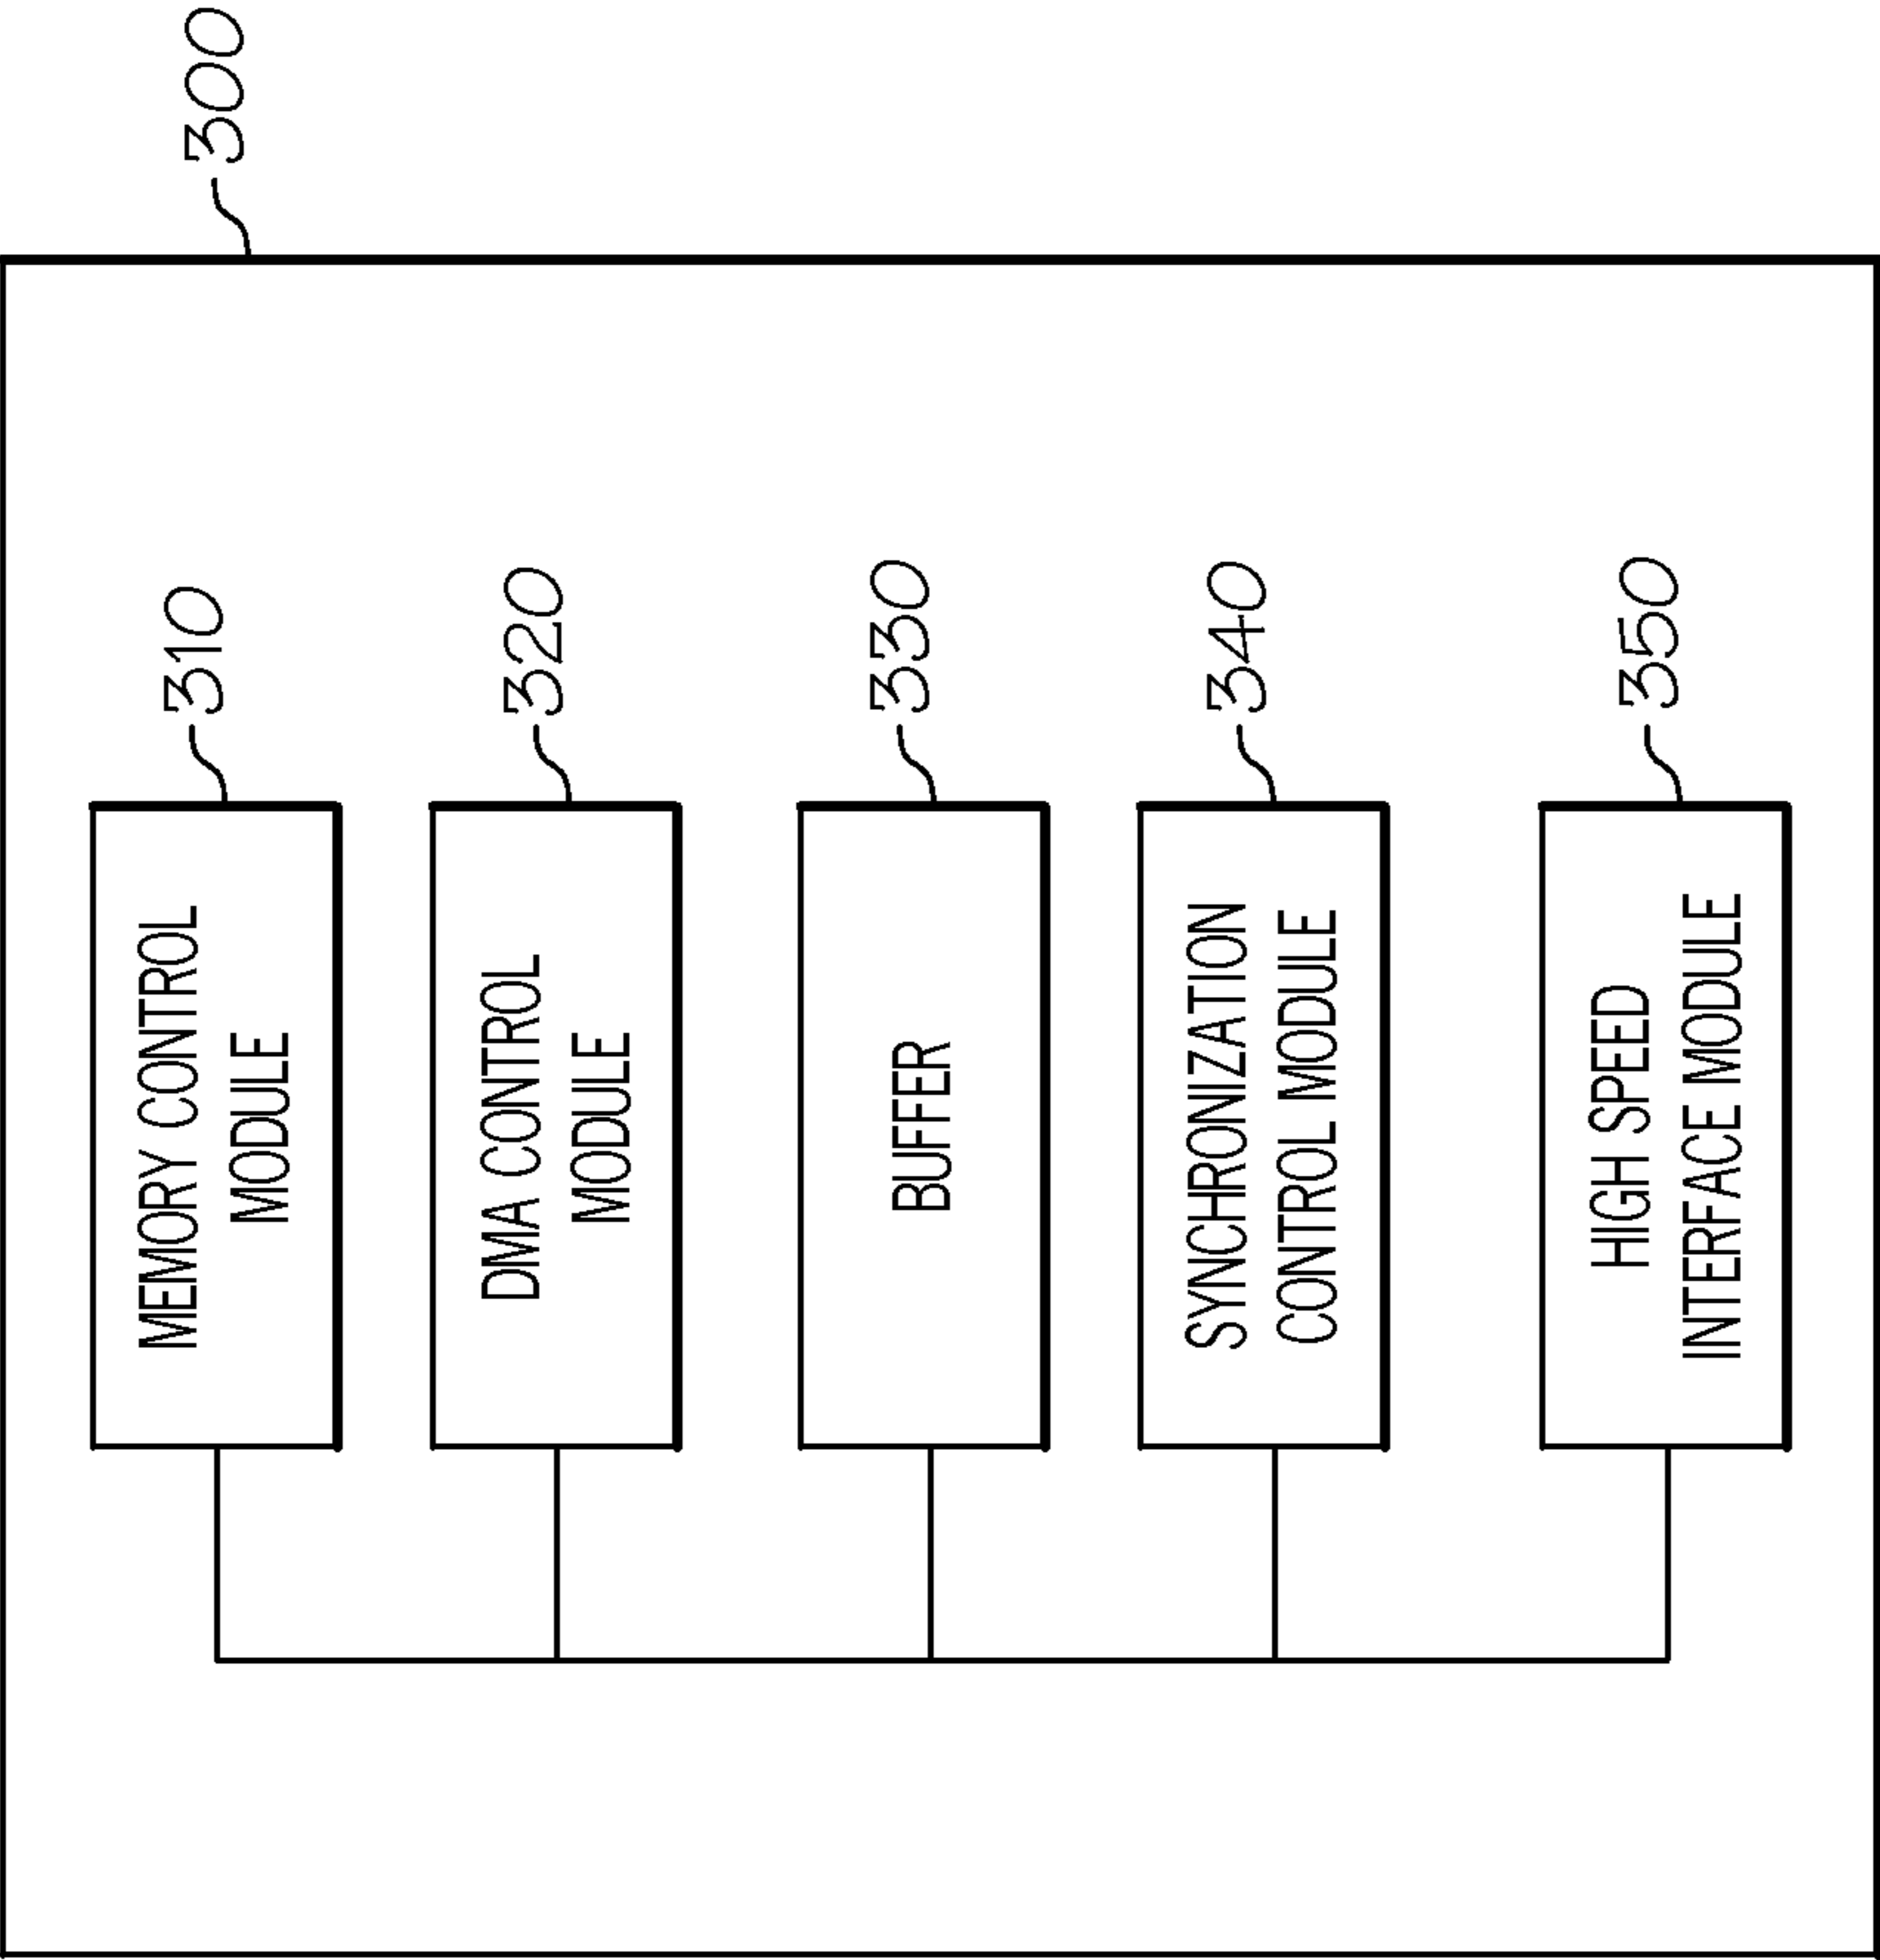 300
310
MEMORY CONTROL
MODULE
320
DMA CONTROL
MODULE
330
BUFFER
340
SYNCHRONIZATION
CONTROL MODULE
350
HIGH SPEED
INTERFACE MODULE